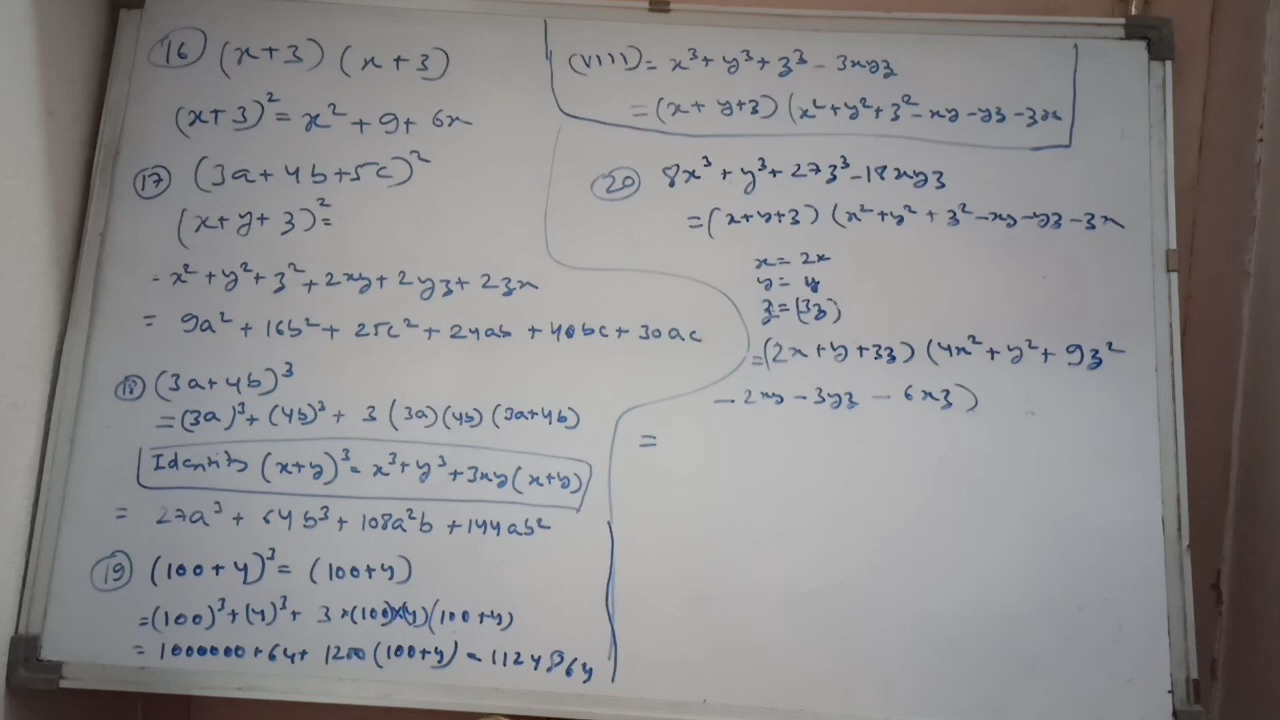 (16) (x+3) (x+3)
(x+3)² = x² + 9 + 6x
(17) (3a+4b+5c)²
(x+y+z)² =
= x² + y² + z² + 2xy + 2yz + 2zx
= 9a² + 16b² + 25c² + 24ab + 40bc + 30ac
(18) (3a+4b)³
= (3a)³ + (4b)³ + 3 (3a)(4b) (3a+4b)
Identity (x+y)³ = x³ + y³ + 3xy(x+y)
= 27a³ + 64b³ + 108a²b + 144ab²
(19) (100+4)³ = (100+4)
= (100)³ + (4)³ + 3×(100)×(4)(100+4)
= 1000000 + 64 + 1200 (100+4) = 1124864
(VIII) = x³ + y³ + z³ - 3xyz
= (x + y + z) (x² + y² + z² - xy - yz - zx
(20) 8x³ + y³ + 27z³ - 18xyz
= (x+y+z) (x² + y² + z² - xy - yz - zx
x = 2x
y = y
z = (3z)
= (2x + y + 3z) (4x² + y² + 9z²
- 2xy - 3yz - 6xz)
=